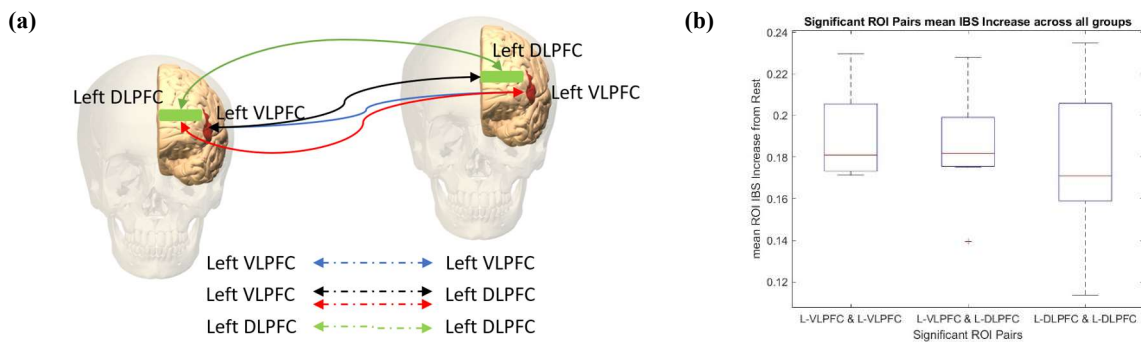 (a)
Left DLPFC
Left DLPFC
Left VLPFC
Left VLPFC
Left VLPFC Left VLPFC
Left VLPFC Left DLPFC
Left DLPFC Left DLPFC
(b)
Significant ROI Pairs mean IBS Increase across all groups
mean ROI IBS Increase from Rest
0.24
0.22
0.2
0.18
0.16
0.14
0.12
L-VLPFC & L-VLPFC L-VLPFC & L-DLPFC L-DLPFC & L-DLPFC
Significant ROI Pairs